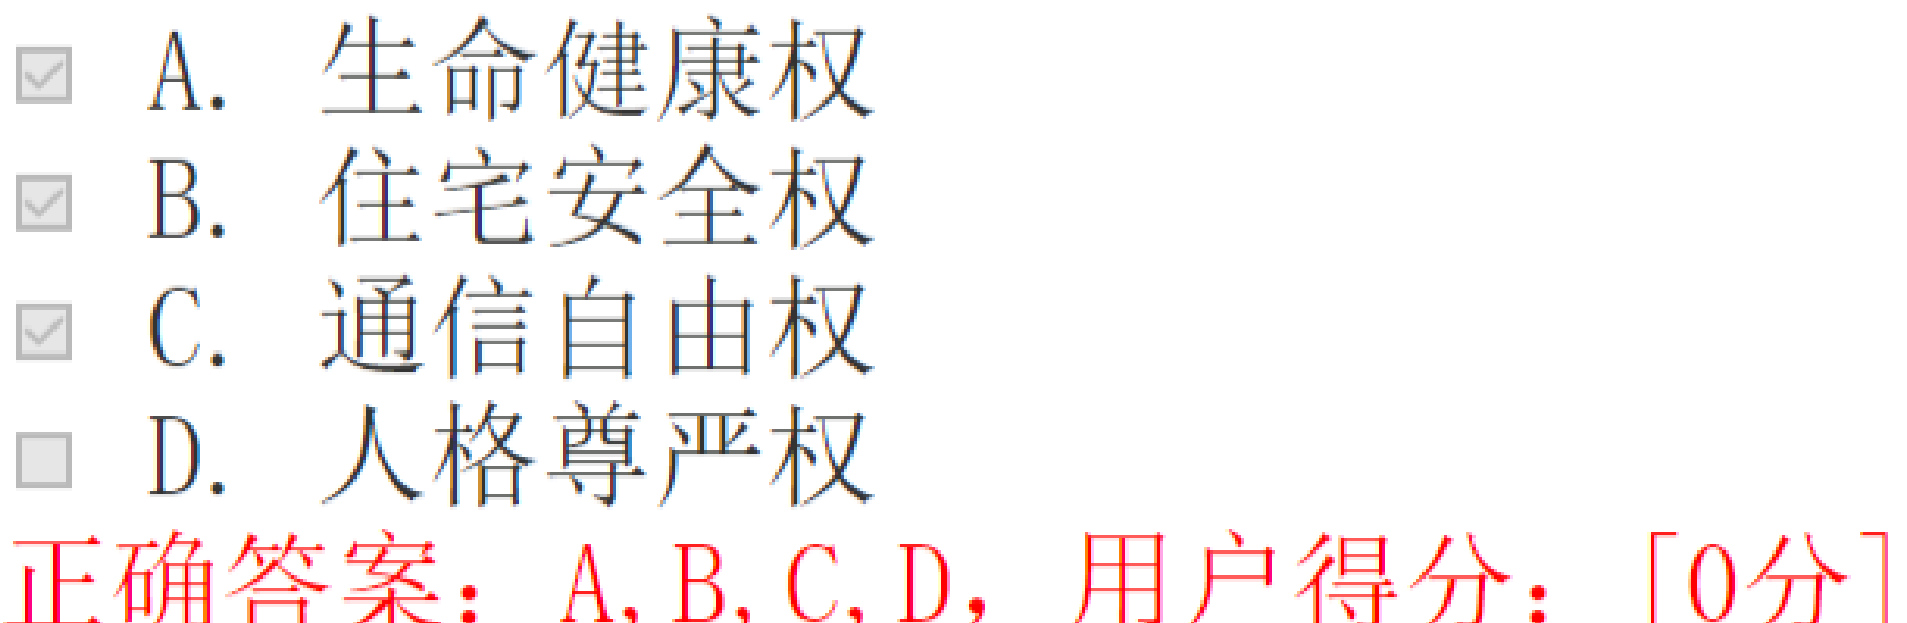 A. 生命健康权
B. 住宅安全权
C. 通信自由权
D. 人格尊严权
正确答案：A,B,C,D，用户得分：「0分」